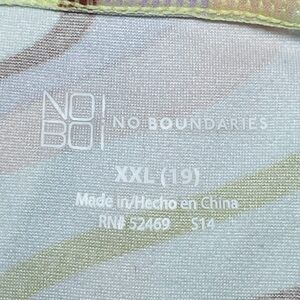 NO
BO
NO BOUNDARIES
XXL (19)
Made in/Hecho en China
RN# 52469 S14